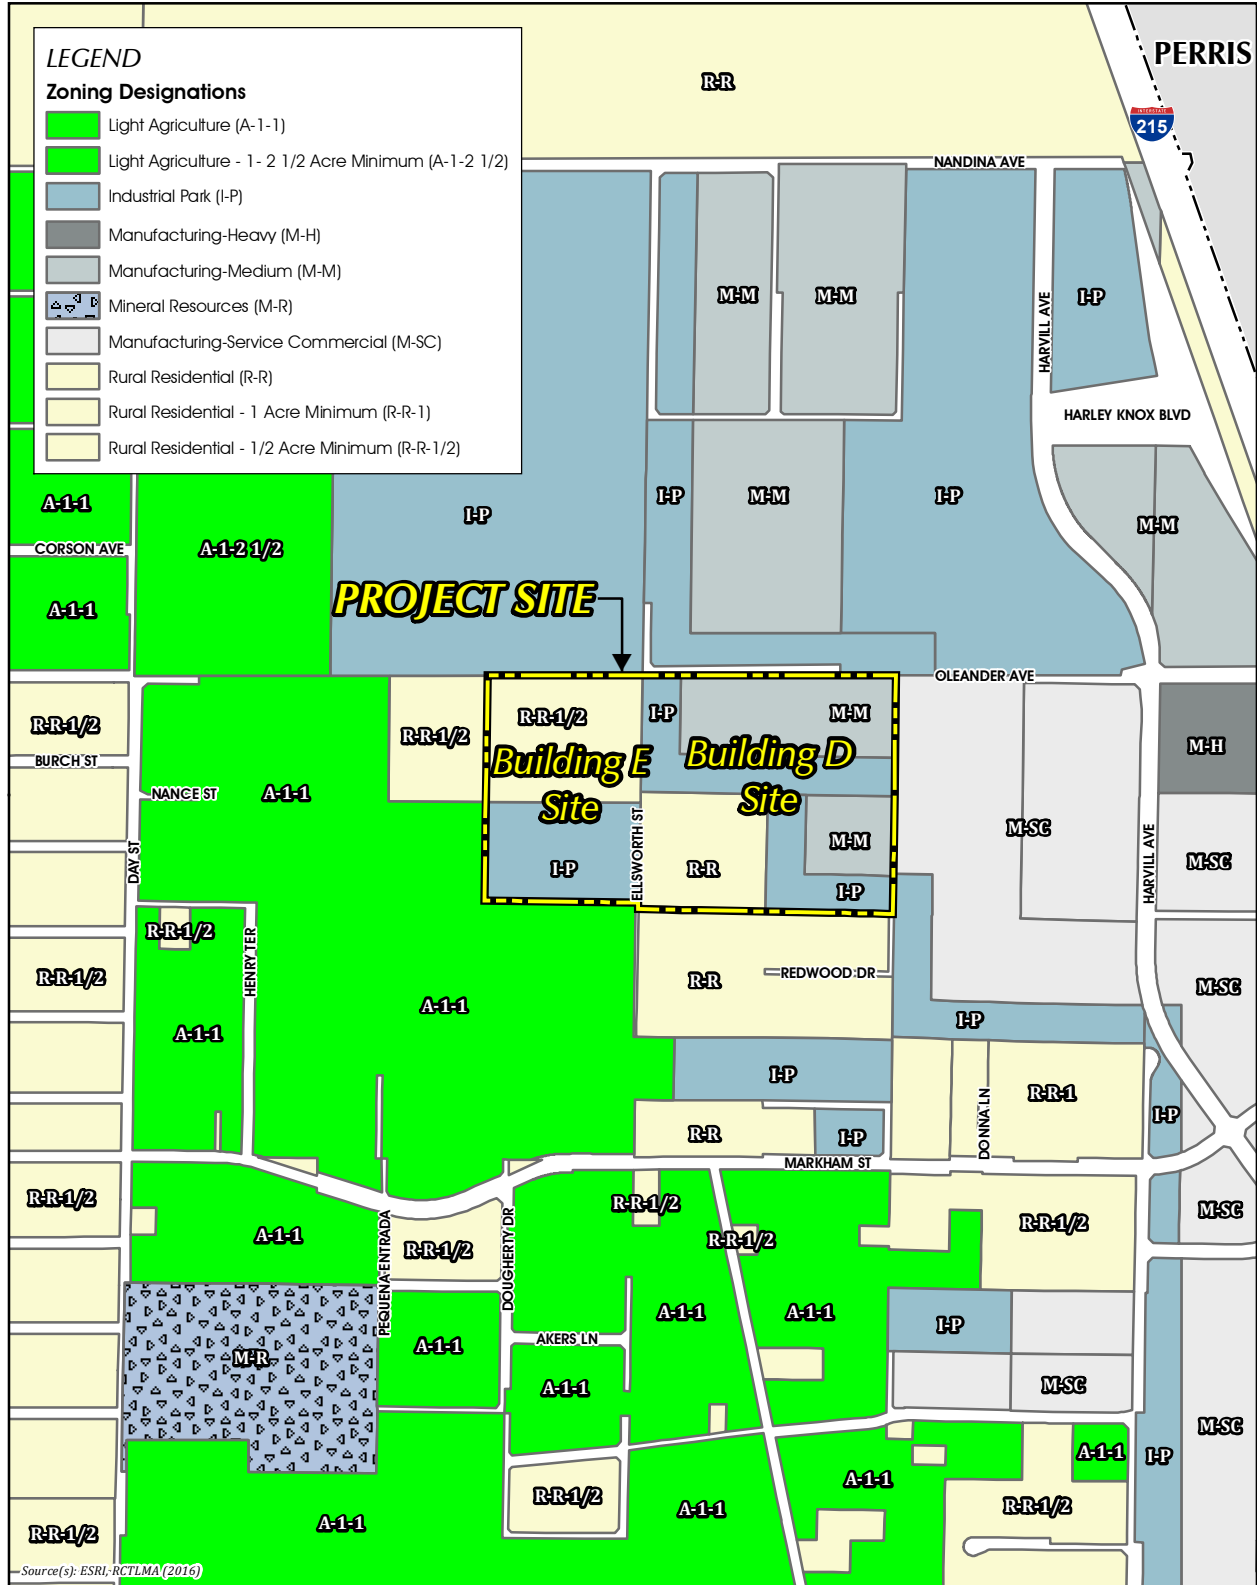 LEGEND
Zoning Designations
Light Agriculture (A-1-1)
Light Agriculture - 1- 2 1/2 Acre Minimum (A-1-2 1/2)
Industrial Park (I-P)
Manufacturing-Heavy (M-H)
Manufacturing-Medium (M-M)
Mineral Resources (M-R)
Manufacturing-Service Commercial (M-SC)
Rural Residential (R-R)
Rural Residential - 1 Acre Minimum (R-R-1)
Rural Residential - 1/2 Acre Minimum (R-R-1/2)
PERRIS
R-R
INTERSTATE
215
NANDINA AVE
M-M
M-M
HARVILL AVE
I-P
HARLEY KNOX BLVD
A-1-1
I-P
I-P
M-M
I-P
M-M
CORSON AVE
A-1-2 1/2
A-1-1
PROJECT SITE
OLEANDER AVE
R-R-1/2
R-R-1/2
R-R-1/2
I-P
M-M
M-H
BURCH ST
Building E
Site
Building D
Site
NANCE ST
A-1-1
DAY ST
ELLSWORTH ST
M-SC
HARVILL AVE
M-M
M-SC
I-P
R-R
I-P
R-R-1/2
HENRY TER
R-R-1/2
R-R
REDWOOD DR
M-SC
A-1-1
A-1-1
I-P
I-P
DONNA LN
R-R-1
I-P
R-R
I-P
MARKHAM ST
R-R-1/2
R-R-1/2
M-SC
A-1-1
PEQUENA ENTRADA
R-R-1/2
DOUGHERTY DR
R-R-1/2
R-R-1/2
A-1-1
A-1-1
I-P
AKERS LN
A-1-1
M-R
A-1-1
M-SC
M-SC
A-1-1
I-P
A-1-1
R-R-1/2
R-R-1/2
A-1-1
A-1-1
R-R-1/2
Source(s): ESRI, RCTLMA (2016)